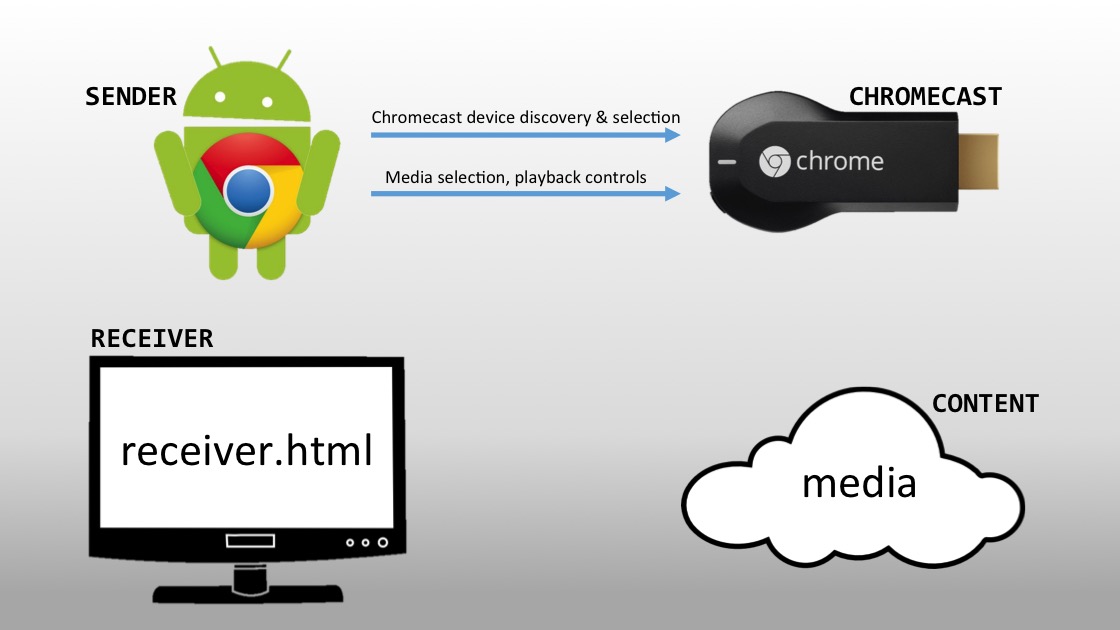 SENDER
Chromecast device discovery & selection
Media selection, playback controls
CHROMECAST
chrome
RECEIVER
receiver.html
CONTENT
media